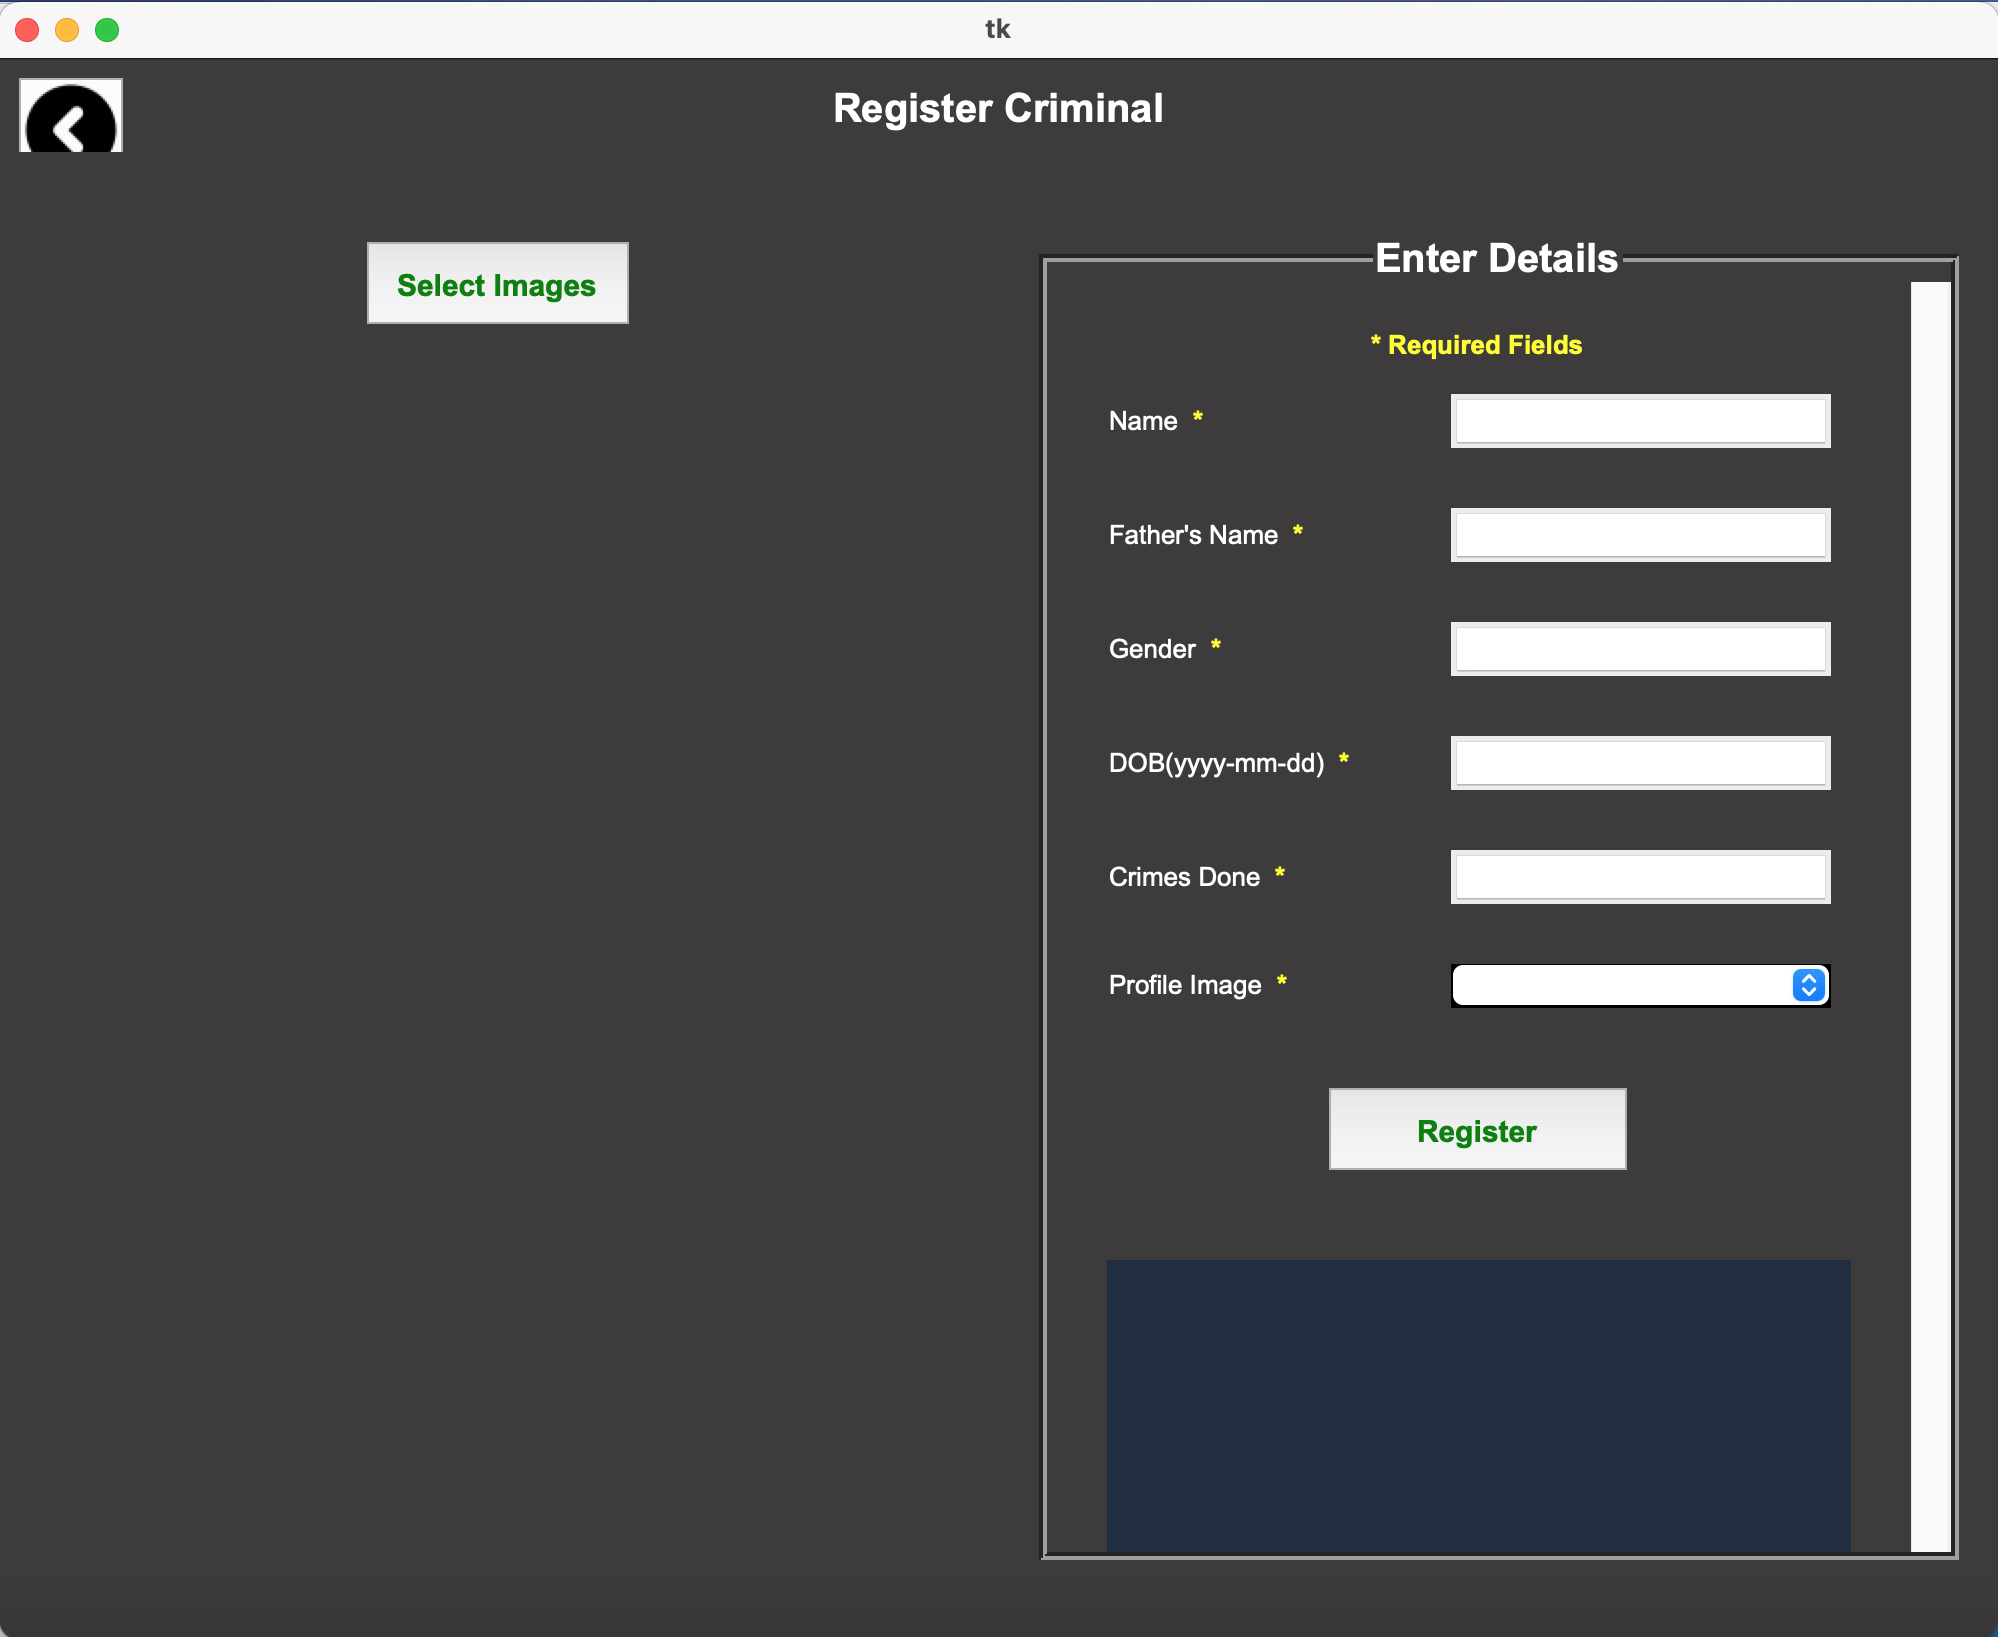 tk
Register Criminal
Select Images
Enter Details
* Required Fields
Name *
Father's Name *
Gender *
DOB(yyyy-mm-dd) *
Crimes Done *
Profile Image *
Register